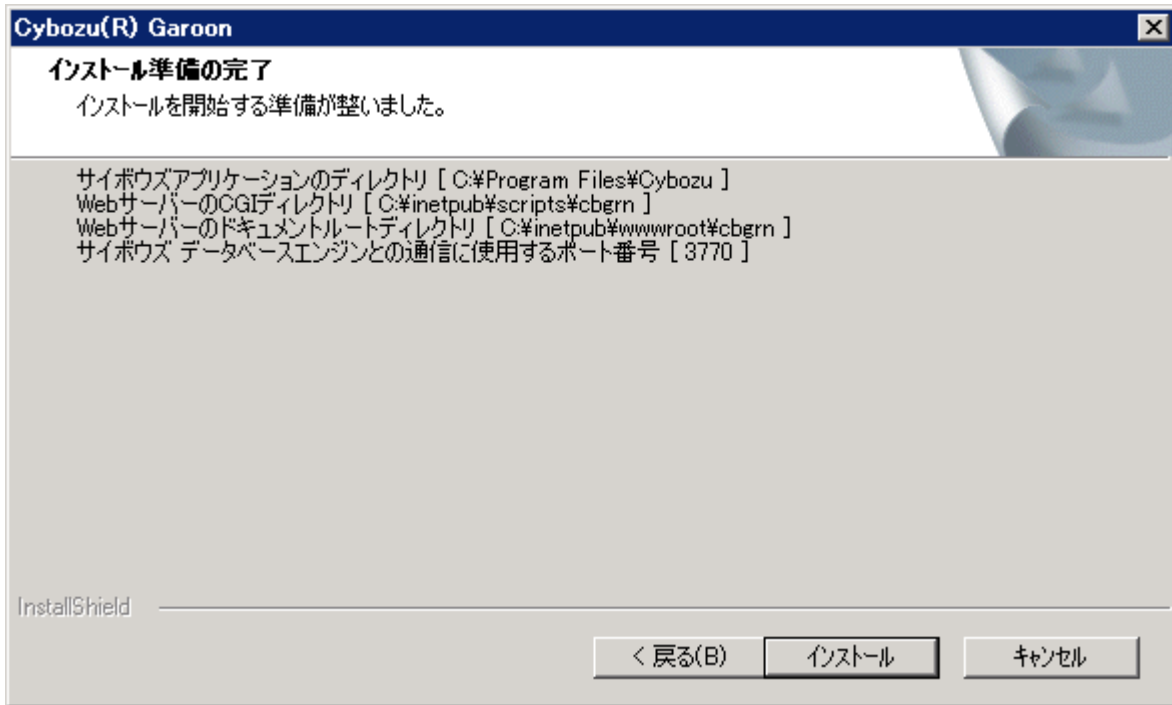 Cybozu(R) Garoon
インストール準備の完了
インストールを開始する準備が整いました。
サイボウズアプリケーションのディレクトリ [ C:¥Program Files¥Cybozu ]
WebサーバーのCGIディレクトリ [ C:¥inetpub¥scripts¥cbgrn ]
Webサーバーのドキュメントルートディレクトリ [ C:¥inetpub¥wwwroot¥cbgrn ]
サイボウズ データベースエンジンとの通信に使用するポート番号 [ 3770 ]
InstallShield
< 戻る(B) インストール キャンセル